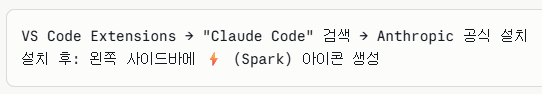 VS Code Extensions → "Claude Code" 검색 → Anthropic 공식 설치
설치 후: 왼쪽 사이드바에 ⚡ (Spark) 아이콘 생성